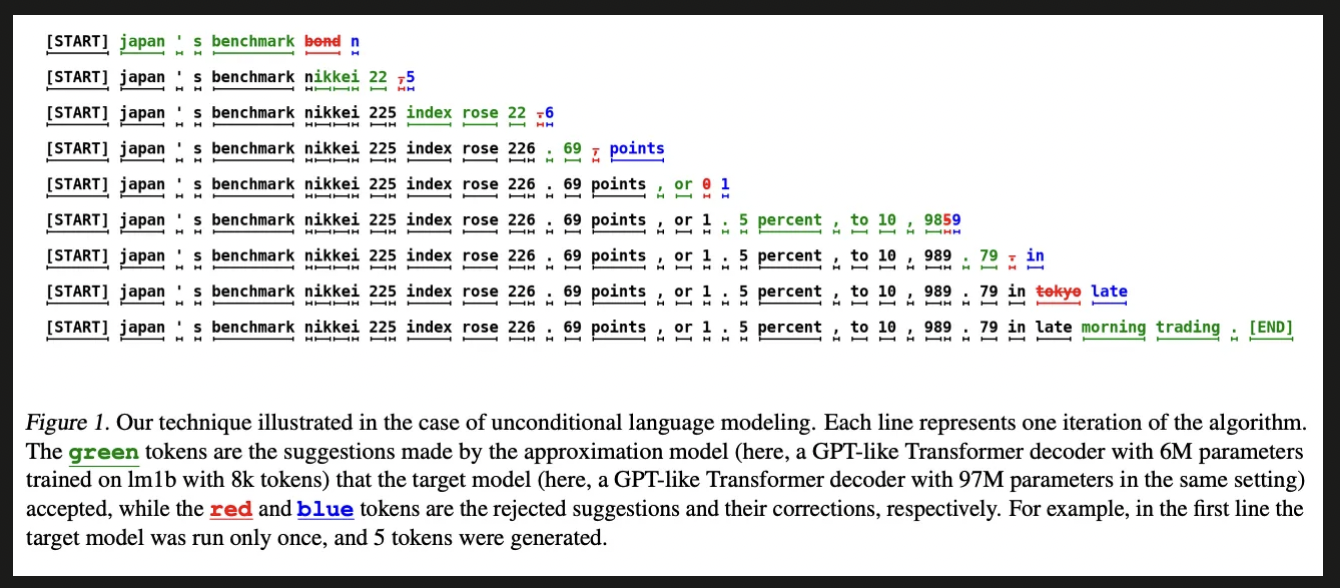 [START] japan ' s benchmark bond n
[START] japan ' s benchmark nikkei 22 , 5
[START] japan ' s benchmark nikkei 225 index rose 22 , 6
[START] japan ' s benchmark nikkei 225 index rose 226 . 69 , points
[START] japan ' s benchmark nikkei 225 index rose 226 . 69 points , or 0 1
[START] japan ' s benchmark nikkei 225 index rose 226 . 69 points , or 1 . 5 percent , to 10 , 9859
[START] japan ' s benchmark nikkei 225 index rose 226 . 69 points , or 1 . 5 percent , to 10 , 989 . 79 , in
[START] japan ' s benchmark nikkei 225 index rose 226 . 69 points , or 1 . 5 percent , to 10 , 989 . 79 in tokyo late
[START] japan ' s benchmark nikkei 225 index rose 226 . 69 points , or 1 . 5 percent , to 10 , 989 . 79 in late morning trading . [END]
Figure 1. Our technique illustrated in the case of unconditional language modeling. Each line represents one iteration of the algorithm.
The green tokens are the suggestions made by the approximation model (here, a GPT-like Transformer decoder with 6M parameters
trained on lm1b with 8k tokens) that the target model (here, a GPT-like Transformer decoder with 97M parameters in the same setting)
accepted, while the red and blue tokens are the rejected suggestions and their corrections, respectively. For example, in the first line the
target model was run only once, and 5 tokens were generated.